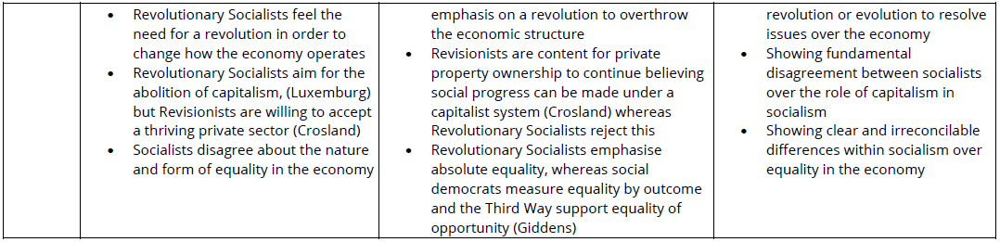 • Revolutionary Socialists feel the
need for a revolution in order to
change how the economy operates
• Revolutionary Socialists aim for the
abolition of capitalism, (Luxemburg)
but Revisionists are willing to accept
a thriving private sector (Crosland)
• Socialists disagree about the nature
and form of equality in the economy
emphasis on a revolution to overthrow
the economic structure
• Revisionists are content for private
property ownership to continue believing
social progress can be made under a
capitalist system (Crosland) whereas
Revolutionary Socialists reject this
• Revolutionary Socialists emphasise
absolute equality, whereas social
democrats measure equality by outcome
and the Third Way support equality of
opportunity (Giddens)
revolution or evolution to resolve
issues over the economy
• Showing fundamental
disagreement between socialists
over the role of capitalism in
socialism
• Showing clear and irreconcilable
differences within socialism over
equality in the economy